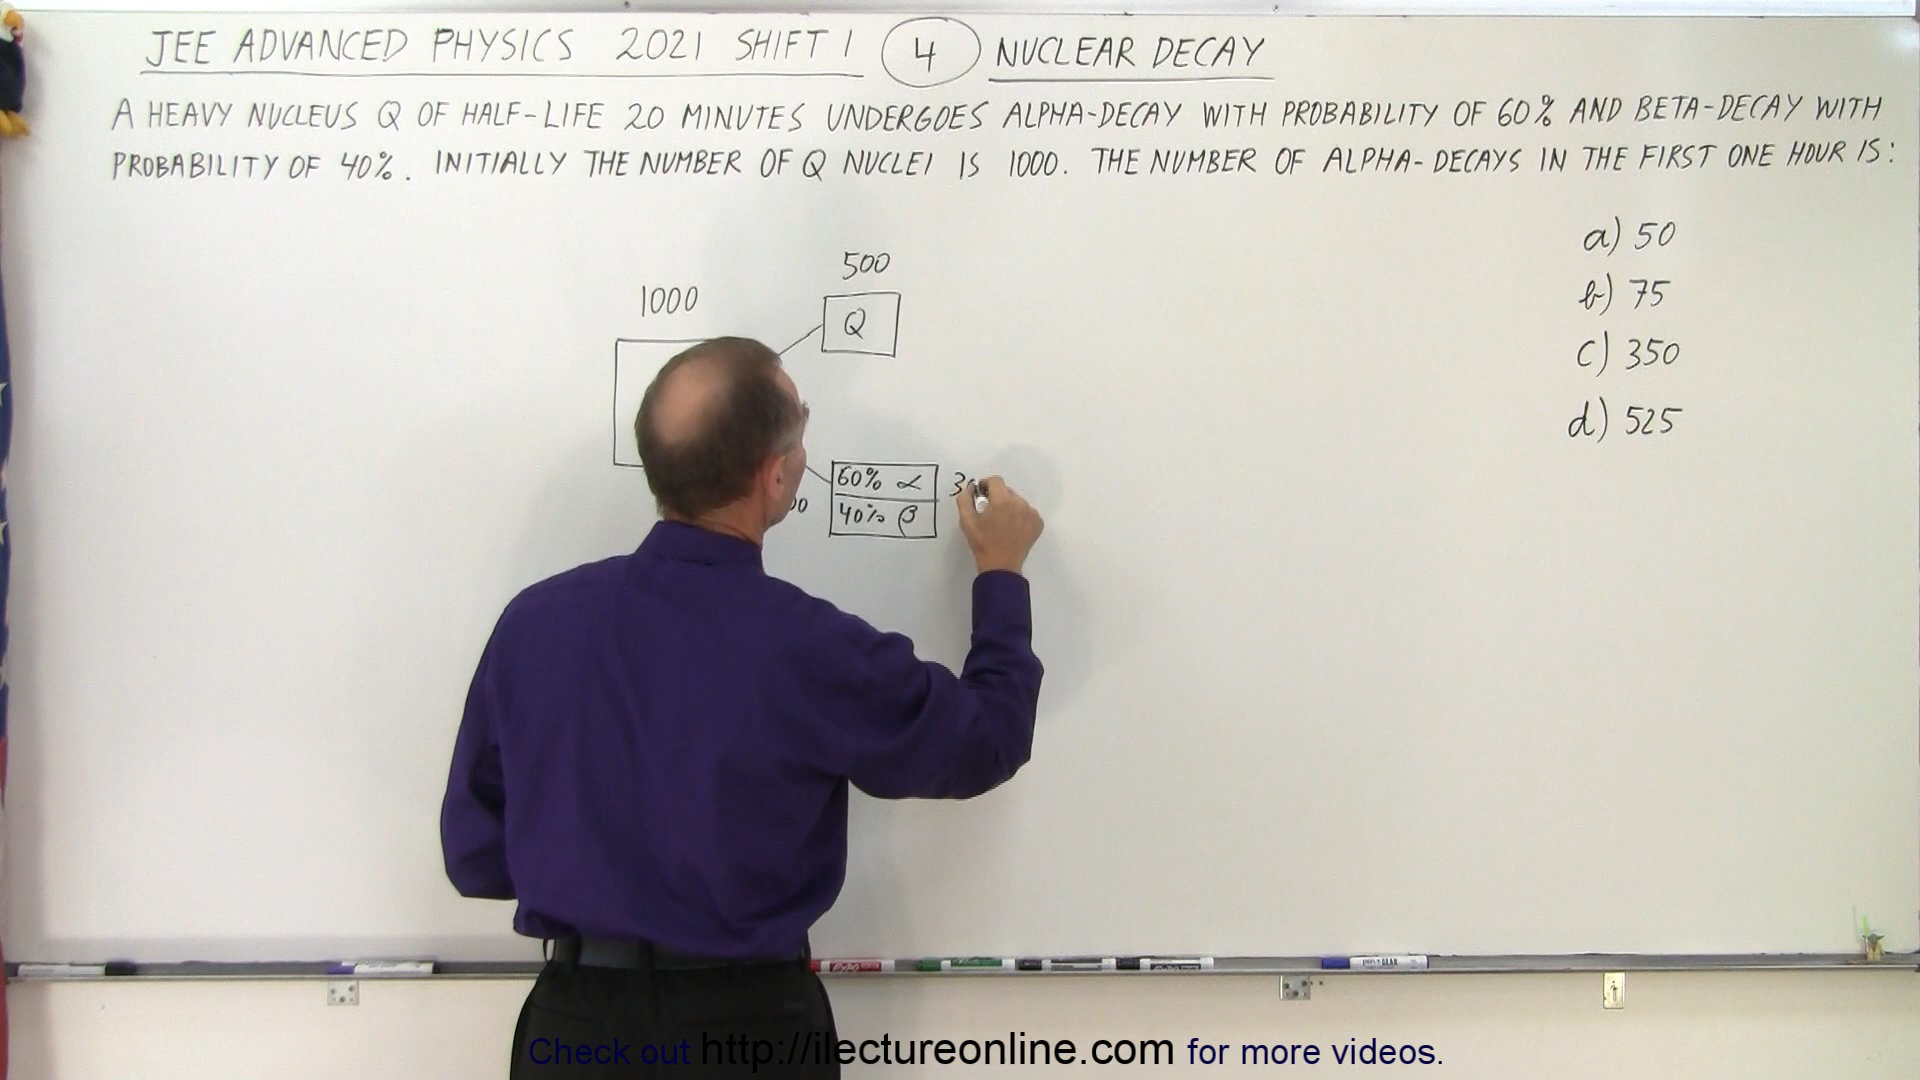 JEE ADVANCED PHYSICS 2021 SHIFT 1 4 NUCLEAR DECAY
A HEAVY NUCLEUS Q OF HALF-LIFE 20 MINUTES UNDERGOES ALPHA-DECAY WITH PROBABILITY OF 60% AND BETA-DECAY WITH
PROBABILITY OF 40%. INITIALLY THE NUMBER OF Q NUCLEI IS 1000. THE NUMBER OF ALPHA-DECAYS IN THE FIRST ONE HOUR IS:
a) 50
b) 75
c) 350
d) 525
500
1000
Q
60% α
40% β
Check out http://ilectureonline.com for more videos.